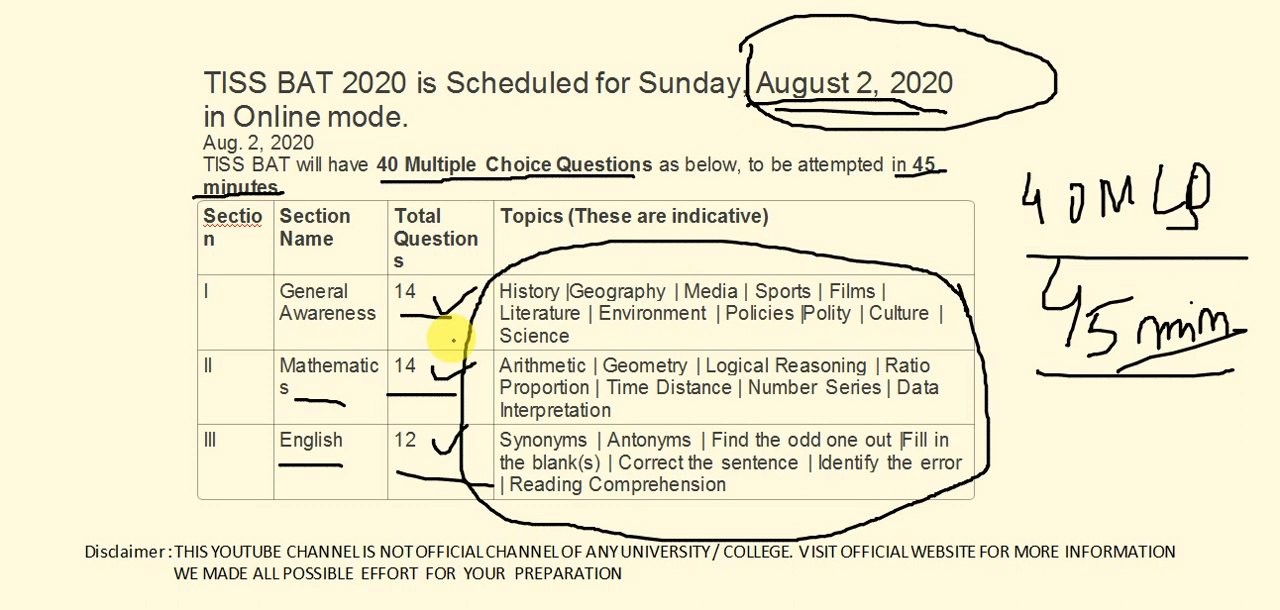 TISS BAT 2020 is Scheduled for Sunday, August 2, 2020
in Online mode.
Aug. 2, 2020
TISS BAT will have 40 Multiple Choice Questions as below, to be attempted in 45
minutes
Sectio
n
Section
Name
Total
Question
s
Topics (These are indicative)
I
General
Awareness
14
History |Geography | Media | Sports | Films |
Literature | Environment | Policies |Polity | Culture |
Science
II
Mathematic
s
14
Arithmetic | Geometry | Logical Reasoning | Ratio
Proportion | Time Distance | Number Series | Data
Interpretation
III
English
12
Synonyms | Antonyms | Find the odd one out |Fill in
the blank(s) | Correct the sentence | Identify the error
| Reading Comprehension
40
45 min
Disclaimer : THIS YOUTUBE CHANNEL IS NOT OFFICIAL CHANNEL OF ANY UNIVERSITY / COLLEGE. VISIT OFFICIAL WEBSITE FOR MORE INFORMATION
WE MADE ALL POSSIBLE EFFORT FOR YOUR PREPARATION